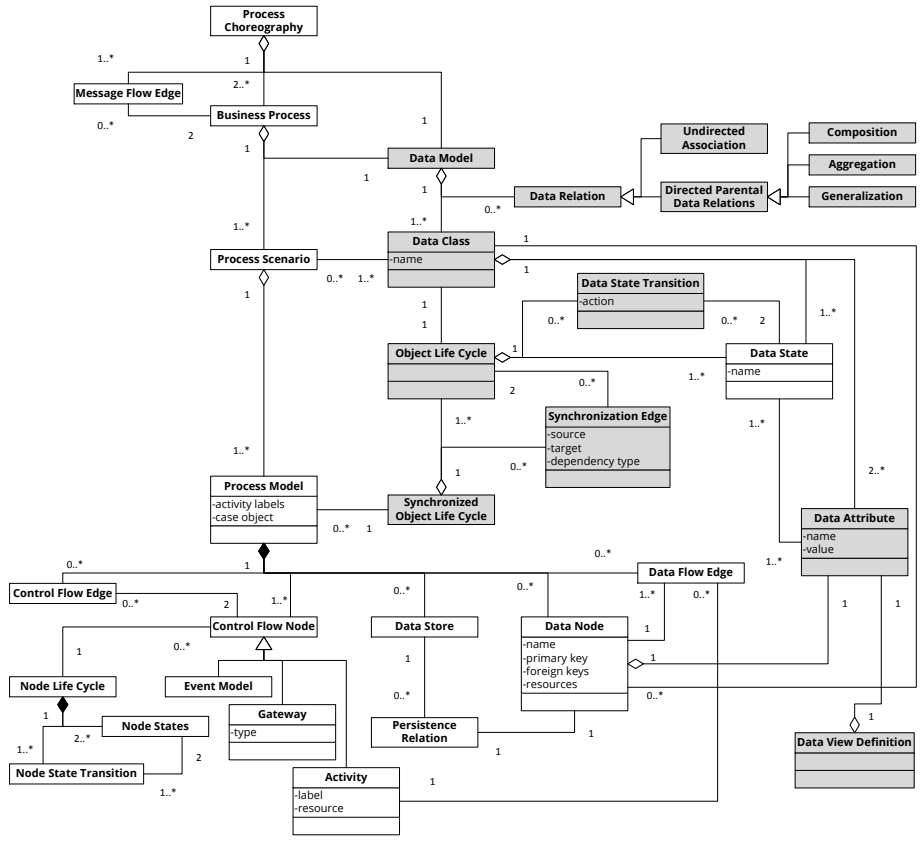 Process
Choreography
1..*
1
Message Flow Edge
2..*
0..*
2
Business Process
1
1
Data Model
1
1
Undirected
Association
Composition
Aggregation
Data Relation
0..*
Directed Parental
Data Relations
Generalization
1..*
1..*
Process Scenario
1
0..*
1..*
Data Class
-name
1
1
1
1
Data State Transition
-action
0..*
0..*
2
1..*
Object Life Cycle
1
2
0..*
Data State
-name
1..*
1..*
Synchronization Edge
-source
-target
-dependency type
1..*
1
0..*
2..*
1..*
Process Model
-activity labels
-case object
0..*
1
Synchronized
Object Life Cycle
Data Attribute
-name
-value
1..*
0..*
1
0..*
Data Flow Edge
Control Flow Edge
0..*
2
1..*
0..*
0..*
1..*
0..*
1
1
Control Flow Node
0..*
1
Data Store
1
0..*
Data Node
-name
-primary key
-foreign keys
-resources
1
1
0..*
Node Life Cycle
1
Event Model
Node States
2..*
1..*
2
Node State Transition
1..*
Gateway
-type
Persistence
Relation
1
1
1
Data View Definition
Activity
-label
-resource
1